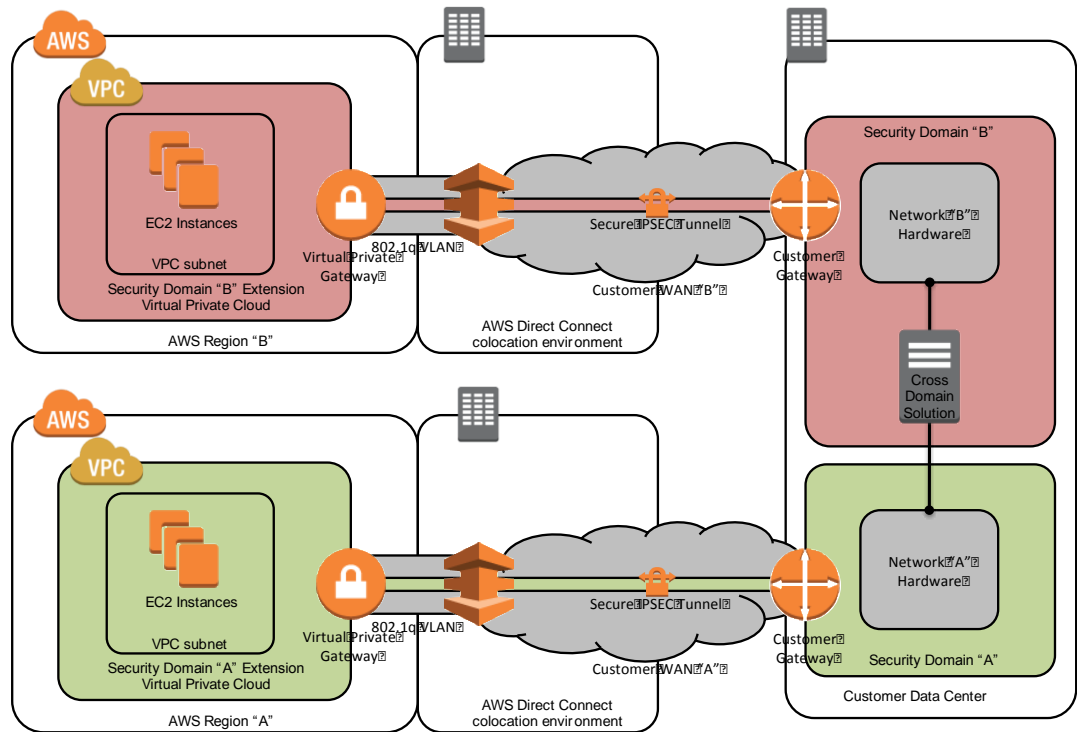 AWS
VPC
EC2 Instances
VPC subnet
Security Domain “B” Extension
Virtual Private Cloud
AWS Region “B”
Virtual Private
Gateway
802.1q VLAN
AWS Direct Connect
colocation environment
Secure IPSEC Tunnel
Customer WAN “B”
Customer
Gateway
Security Domain “B”
Network “B”
Hardware
Cross
Domain
Solution
AWS
VPC
EC2 Instances
VPC subnet
Security Domain “A” Extension
Virtual Private Cloud
AWS Region “A”
Virtual Private
Gateway
802.1q VLAN
AWS Direct Connect
colocation environment
Secure IPSEC Tunnel
Customer WAN “A”
Customer
Gateway
Network “A”
Hardware
Security Domain “A”
Customer Data Center